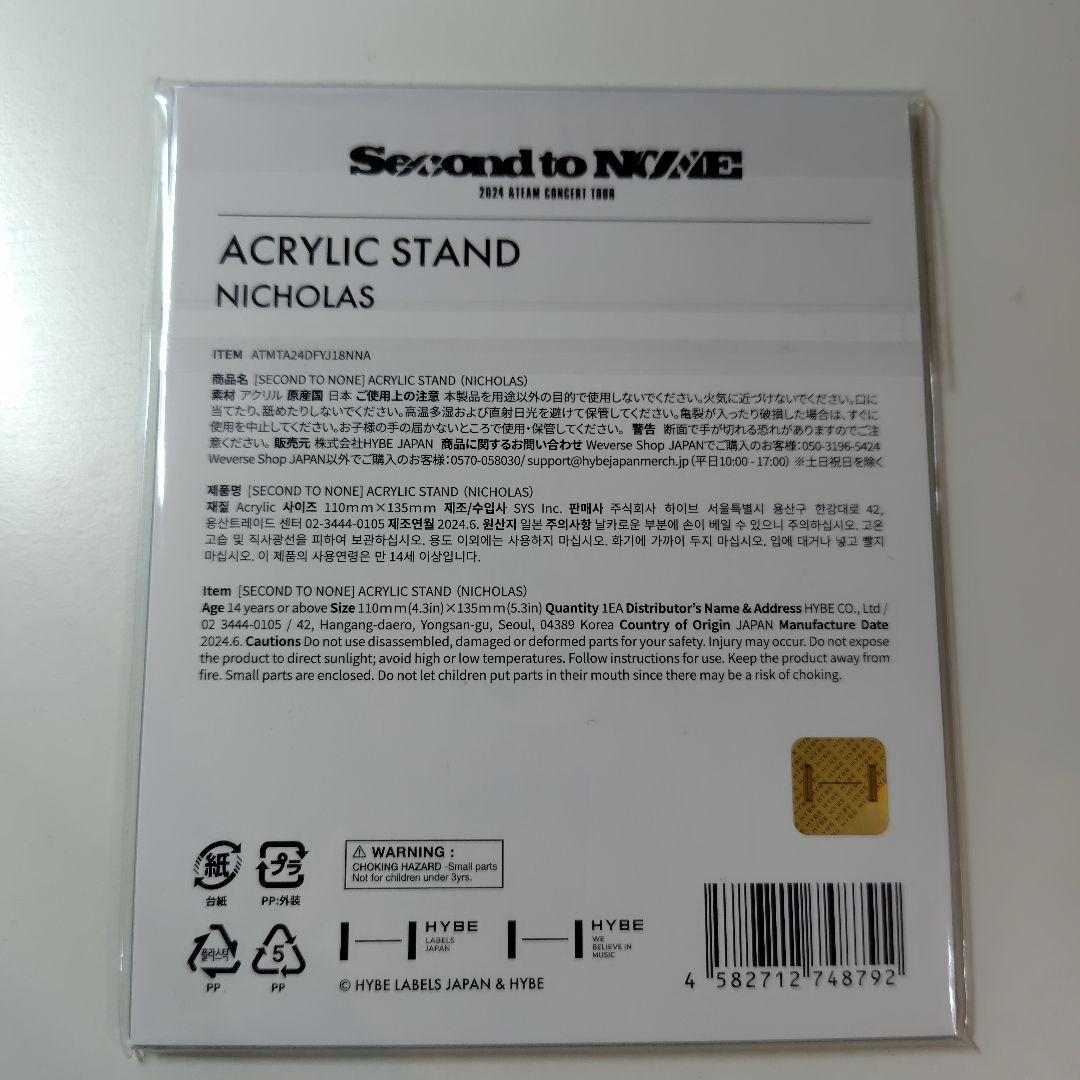 Second to NONE
2024 &TEAM CONCERT TOUR
ACRYLIC STAND
NICHOLAS
ITEM ATMTA24DFYJ18NNA
商品名 [SECOND TO NONE] ACRYLIC STAND (NICHOLAS)
素材 アクリル 原産国 日本 ご使用上の注意 本製品を用途以外の目的で使用しないでください。火気に近づけないでください。口に
当てたり、舐めたりしないでください。高温多湿および直射日光を避けて保管してください。亀裂が入ったり破損した場合は、すぐに
使用を中止してください。お子様の手の届かないところで使用・保管してください。 警告 断面で手が切れる恐れがありますのでご注
意ください。 販売元 株式会社HYBE JAPAN 商品に関するお問い合わせ Weverse Shop JAPANでご購入のお客様：050-3196-5424
Weverse Shop JAPAN以外でご購入のお客様：0570-058030/ support@hybejapanmerch.jp (平日10:00 - 17:00) ※土日祝日を除く
제품명 [SECOND TO NONE] ACRYLIC STAND (NICHOLAS)
재질 Acrylic 사이즈 110mm×135mm 제조/수입사 SYS Inc. 판매사 주식회사 하이브 서울특별시 용산구 한강대로 42,
용산트레이드 센터 02-3444-0105 제조연월 2024.6. 원산지 일본 주의사항 날카로운 부분에 손이 베일 수 있으니 주의하십시오. 고온
고습 및 직사광선을 피하여 보관하십시오. 용도 이외에는 사용하지 마십시오. 화기에 가까이 두지 마십시오. 입에 대거나 넣고 빨지
마십시오. 이 제품의 사용연령은 만 14세 이상입니다.
Item [SECOND TO NONE] ACRYLIC STAND (NICHOLAS)
Age 14 years or above Size 110mm(4.3in)×135mm(5.3in) Quantity 1EA Distributor's Name & Address HYBE CO., Ltd /
02 3444-0105 / 42, Hangang-daero, Yongsan-gu, Seoul, 04389 Korea Country of Origin JAPAN Manufacture Date
2024.6. Cautions Do not use disassembled, damaged or deformed parts for your safety. Injury may occur. Do not expose
the product to direct sunlight; avoid high or low temperatures. Follow instructions for use. Keep the product away from
fire. Small parts are enclosed. Do not let children put parts in their mouth since there may be a risk of choking.
HYBE
紙
台紙
プラ
PP:外装
⚠ WARNING :
CHOKING HAZARD -Small parts
Not for children under 3yrs.
플라스틱
PP
5
PP
HYBE
LABELS
JAPAN
HYBE
WE
BELIEVE IN
MUSIC
© HYBE LABELS JAPAN & HYBE
4 582712 748792